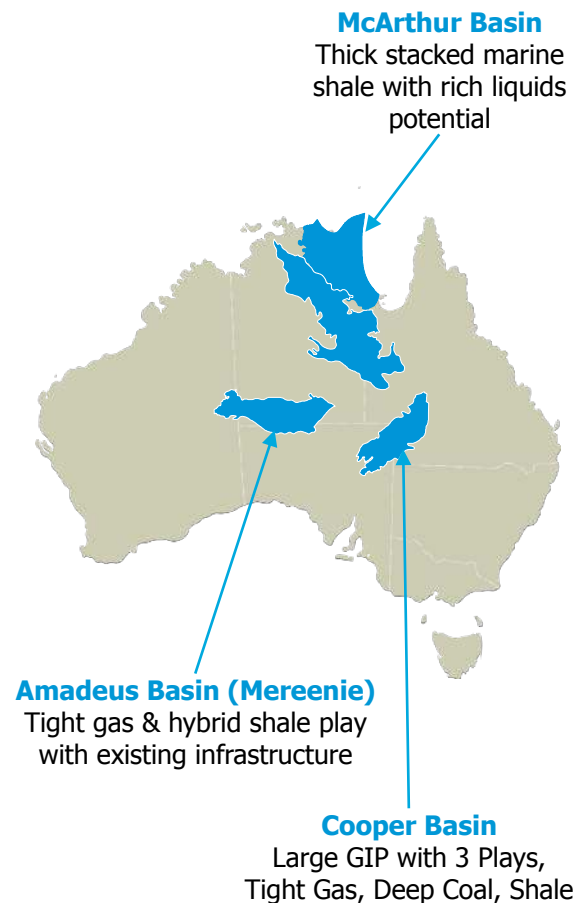 McArthur Basin
Thick stacked marine
shale with rich liquids
potential
Amadeus Basin (Mereenie)
Tight gas & hybrid shale play
with existing infrastructure
Cooper Basin
Large GIP with 3 Plays,
Tight Gas, Deep Coal, Shale